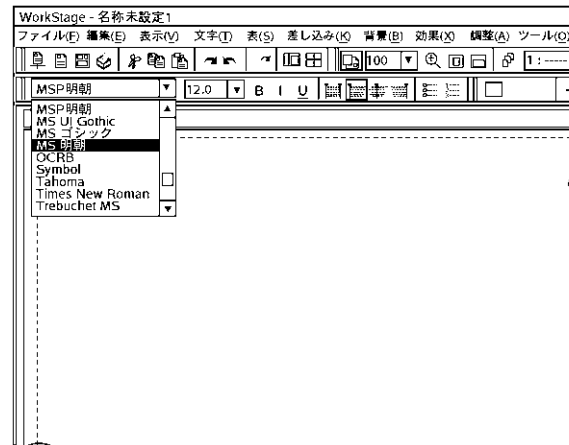 WorkStage - 名称未設定1
ファイル(F) 編集(E) 表示(V) 文字(T) 表(S) 差し込み(K) 背景(B) 効果(X) 調整(A) ツール(O)
100 1:-----
MSP明朝 12.0 B I U
MSP明朝
MS UI Gothic
MS ゴシック
MS 明朝
OCRB
Symbol
Tahoma
Times New Roman
Trebuchet MS